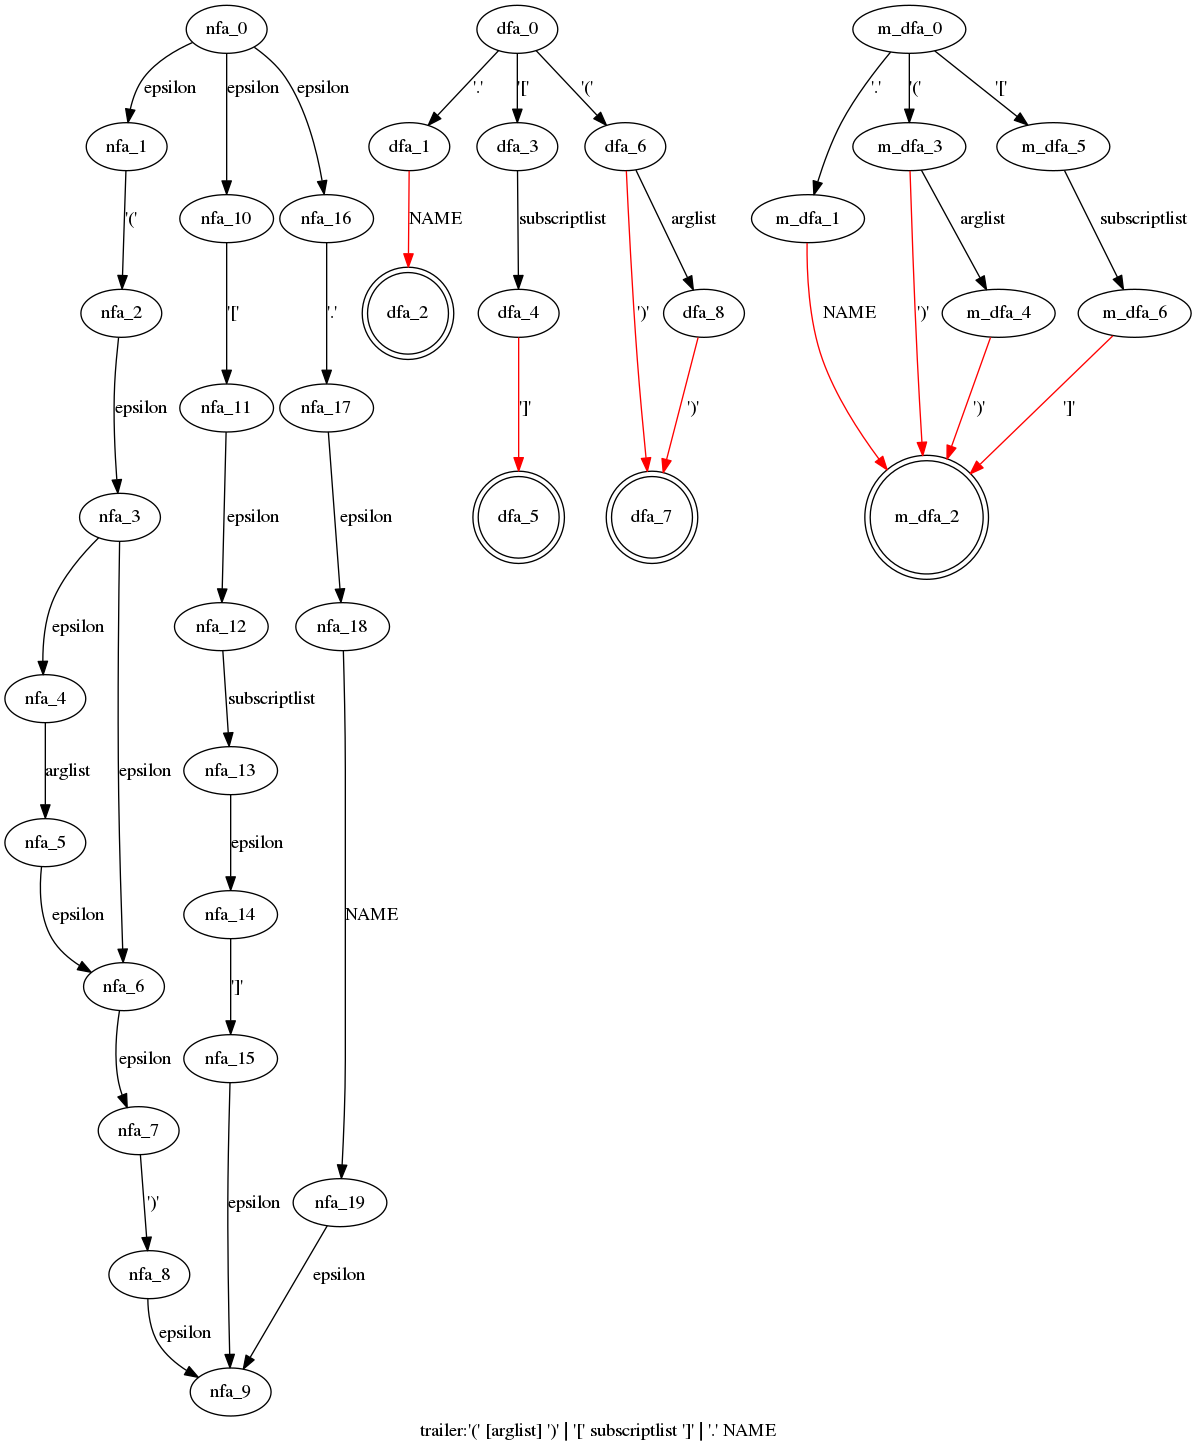 nfa_0
dfa_0
m_dfa_0
epsilon
epsilon
epsilon
'.'
'['
'('
'.'
'('
'['
nfa_1
dfa_1
dfa_3
dfa_6
m_dfa_3
m_dfa_5
'('
nfa_10
nfa_16
NAME
subscriptlist
arglist
m_dfa_1
arglist
subscriptlist
nfa_2
'['
'.'
dfa_2
dfa_4
')'
dfa_8
NAME
')'
m_dfa_4
m_dfa_6
epsilon
nfa_11
nfa_17
']'
')'
')'
']'
nfa_3
epsilon
epsilon
dfa_5
dfa_7
m_dfa_2
epsilon
nfa_12
nfa_18
nfa_4
subscriptlist
arglist
epsilon
nfa_13
nfa_5
epsilon
epsilon
nfa_14
NAME
nfa_6
']'
epsilon
nfa_15
nfa_7
')'
epsilon
nfa_19
nfa_8
epsilon
epsilon
nfa_9
trailer:'(' [arglist] ')' | '[' subscriptlist ']' | '.' NAME